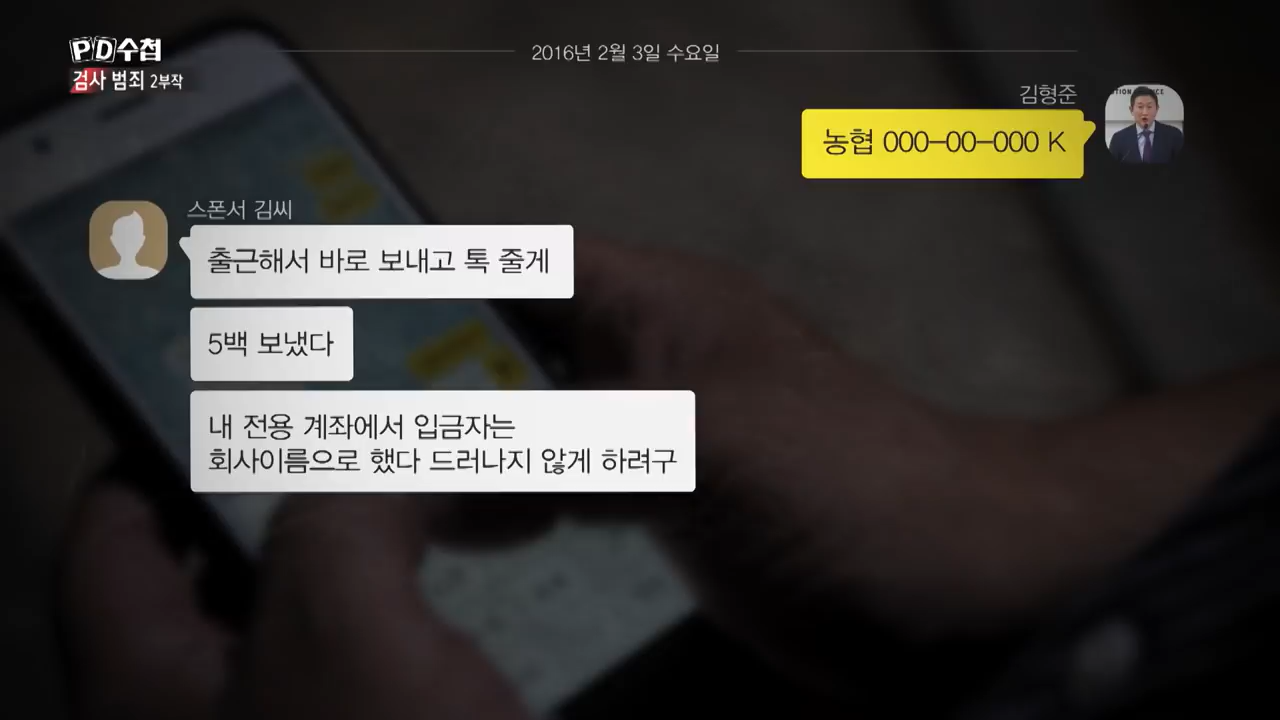 PD수첩
검사 범죄 2부작
2016년 2월 3일 수요일
김형준
농협 000-00-000 K
스폰서 김씨
출근해서 바로 보내고 톡 줄게
5백 보냈다
내 전용 계좌에서 입금자는
회사이름으로 했다 드러나지 않게 하려구